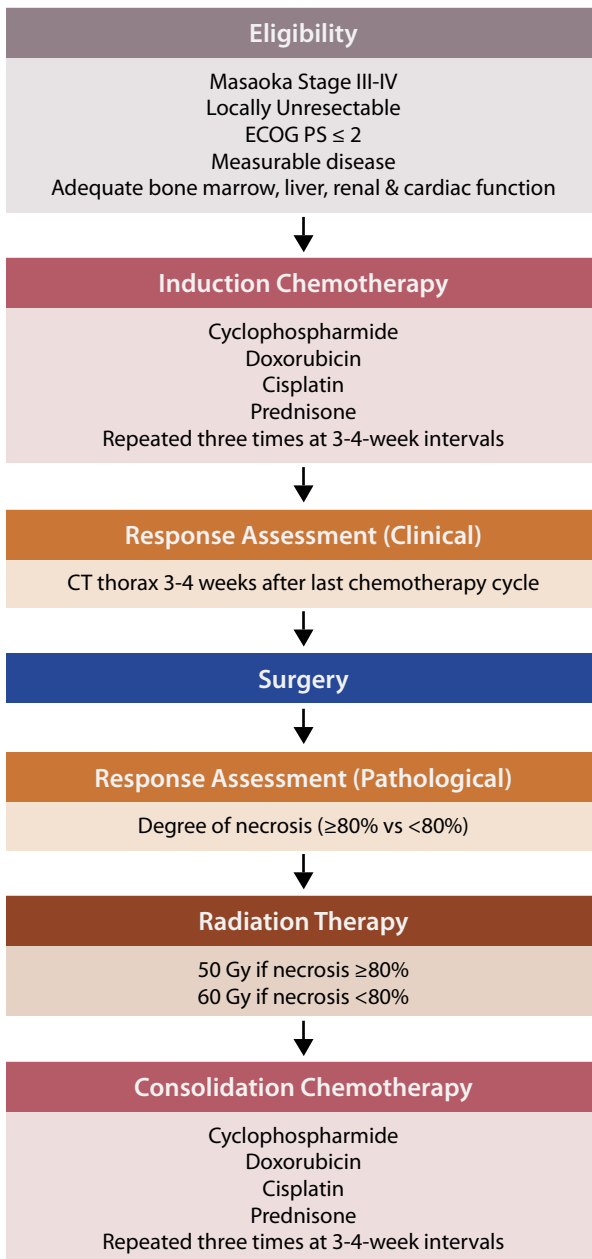 Eligibility
Masaoka Stage III-IV
Locally Unresectable
ECOG PS ≤ 2
Measurable disease
Adequate bone marrow, liver, renal & cardiac function
Induction Chemotherapy
Cyclophospharmide
Doxorubicin
Cisplatin
Prednisone
Repeated three times at 3-4-week intervals
Response Assessment (Clinical)
CT thorax 3-4 weeks after last chemotherapy cycle
Surgery
Response Assessment (Pathological)
Degree of necrosis (≥80% vs <80%)
Radiation Therapy
50 Gy if necrosis ≥80%
60 Gy if necrosis <80%
Consolidation Chemotherapy
Cyclophospharmide
Doxorubicin
Cisplatin
Prednisone
Repeated three times at 3-4-week intervals